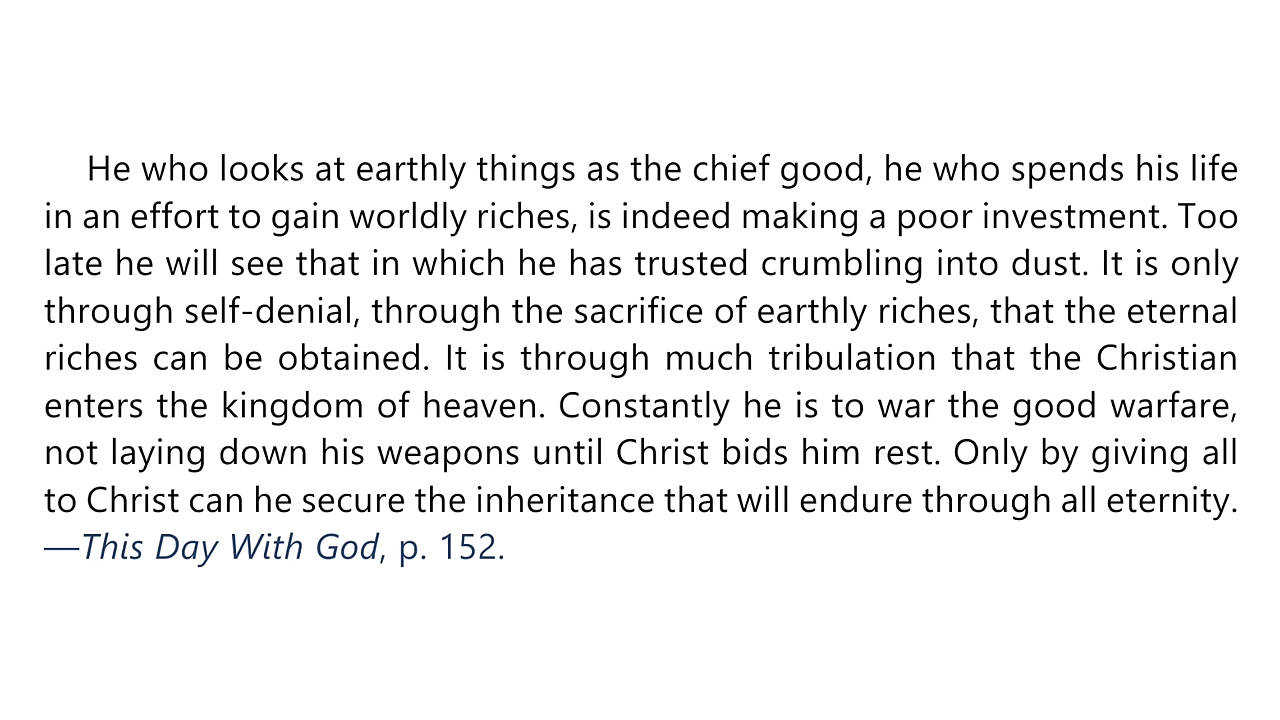 He who looks at earthly things as the chief good, he who spends his life
in an effort to gain worldly riches, is indeed making a poor investment. Too
late he will see that in which he has trusted crumbling into dust. It is only
through self-denial, through the sacrifice of earthly riches, that the eternal
riches can be obtained. It is through much tribulation that the Christian
enters the kingdom of heaven. Constantly he is to war the good warfare,
not laying down his weapons until Christ bids him rest. Only by giving all
to Christ can he secure the inheritance that will endure through all eternity.
—This Day With God, p. 152.